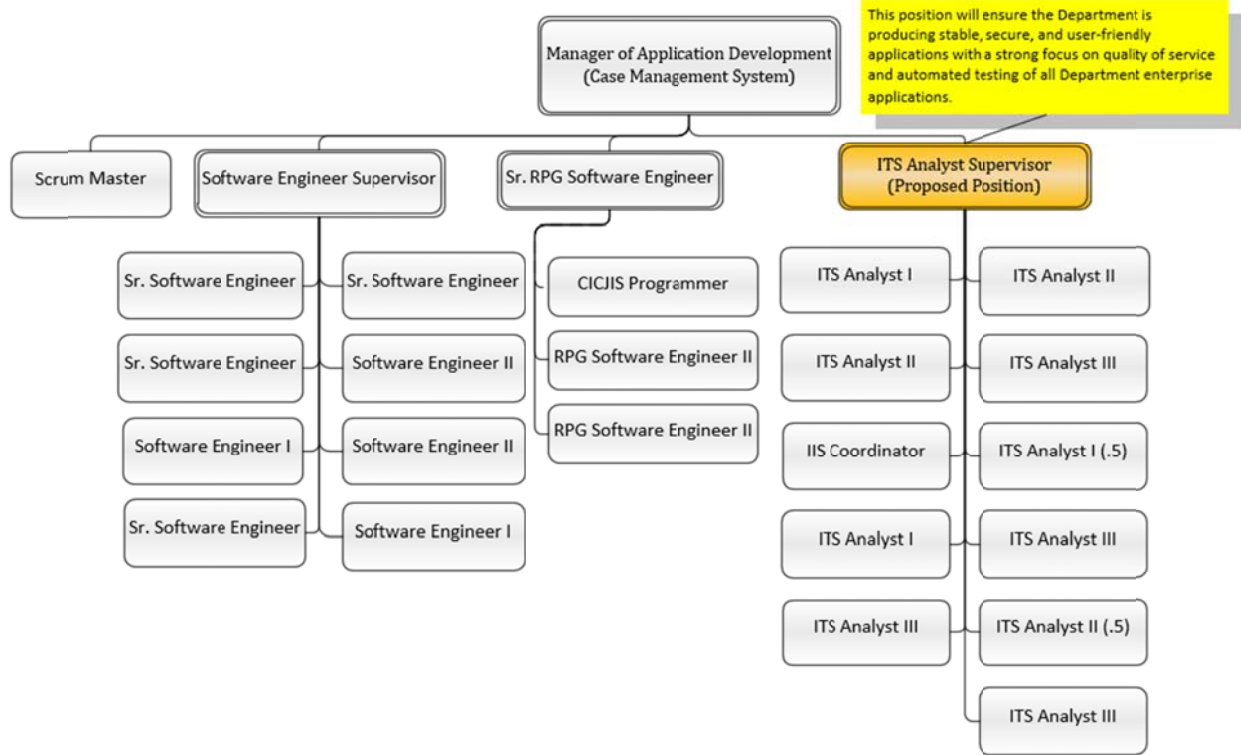 This position will ensure the Department is
producing stable, secure, and user-friendly
applications with a strong focus on quality of service
and automated testing of all Department enterprise
applications.
Manager of Application Development
(Case Management System)
Scrum Master
Software Engineer Supervisor
Sr. RPG Software Engineer
ITS Analyst Supervisor
(Proposed Position)
Sr. Software Engineer
Sr. Software Engineer
Sr. Software Engineer
Software Engineer II
Software Engineer I
Software Engineer II
Sr. Software Engineer
Software Engineer I
CICJIS Programmer
RPG Software Engineer II
RPG Software Engineer II
ITS Analyst I
ITS Analyst II
ITS Analyst II
ITS Analyst III
IIS Coordinator
ITS Analyst I (.5)
ITS Analyst I
ITS Analyst III
ITS Analyst III
ITS Analyst II (.5)
ITS Analyst III